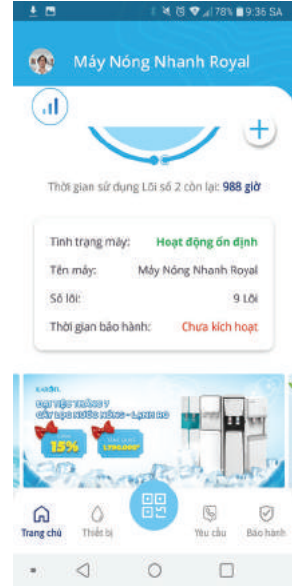 78% 9:36 SA
Máy Nóng Nhanh Royal
Thời gian sử dụng Lõi số 2 còn lại: 988 giờ
Tình trạng máy: Hoạt động ổn định
Tên máy: Máy Nóng Nhanh Royal
Số lõi: 9 Lõi
Thời gian bảo hành: Chưa kích hoạt
KAROFI
ĐẠI TIỆC THÁNG 7
CÂY LỌC NƯỚC NÓNG - LẠNH RO
15%
Trang chủ
Thiết bị
Yêu cầu
Bảo hành